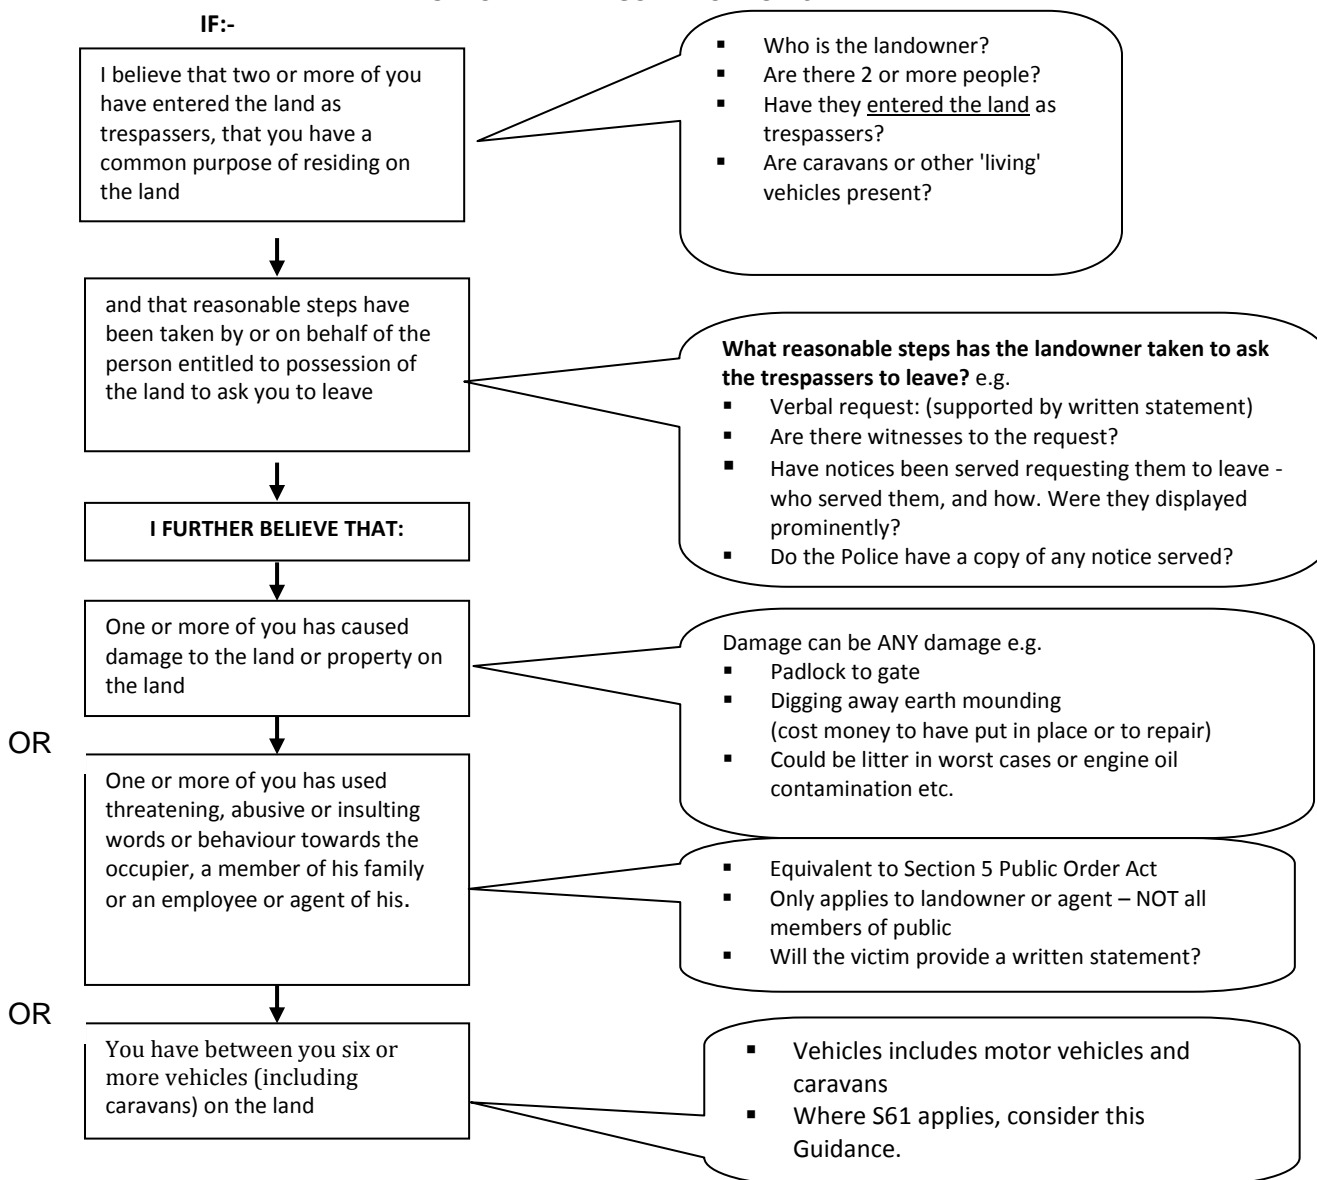 IF:-
I believe that two or more of you
have entered the land as
trespassers, that you have a
common purpose of residing on
the land
▪ Who is the landowner?
▪ Are there 2 or more people?
▪ Have they entered the land as
trespassers?
▪ Are caravans or other 'living'
vehicles present?
and that reasonable steps have
been taken by or on behalf of the
person entitled to possession of
the land to ask you to leave
What reasonable steps has the landowner taken to ask
the trespassers to leave? e.g.
▪ Verbal request: (supported by written statement)
▪ Are there witnesses to the request?
▪ Have notices been served requesting them to leave -
who served them, and how. Were they displayed
prominently?
▪ Do the Police have a copy of any notice served?
I FURTHER BELIEVE THAT:
One or more of you has caused
damage to the land or property on
the land
Damage can be ANY damage e.g.
▪ Padlock to gate
▪ Digging away earth mounding
(cost money to have put in place or to repair)
▪ Could be litter in worst cases or engine oil
contamination etc.
OR
One or more of you has used
threatening, abusive or insulting
words or behaviour towards the
occupier, a member of his family
or an employee or agent of his.
▪ Equivalent to Section 5 Public Order Act
▪ Only applies to landowner or agent – NOT all
members of public
▪ Will the victim provide a written statement?
OR
You have between you six or
more vehicles (including
caravans) on the land
▪ Vehicles includes motor vehicles and
caravans
▪ Where S61 applies, consider this
Guidance.